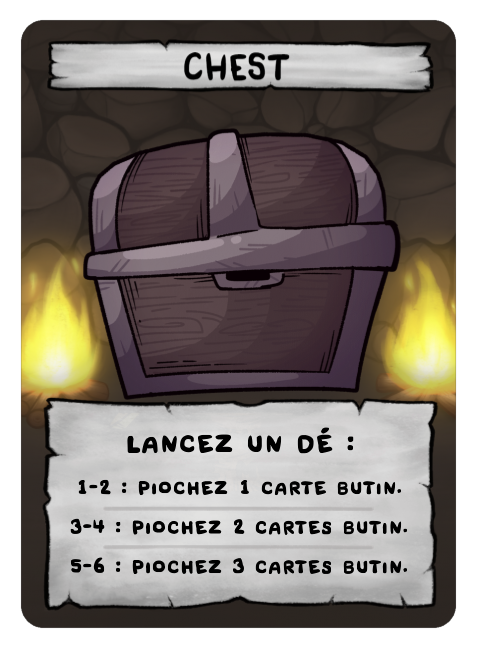 CHEST
LANCEZ UN DÉ :
1-2 : PIOCHEZ 1 CARTE BUTIN.
3-4 : PIOCHEZ 2 CARTES BUTIN.
5-6 : PIOCHEZ 3 CARTES BUTIN.